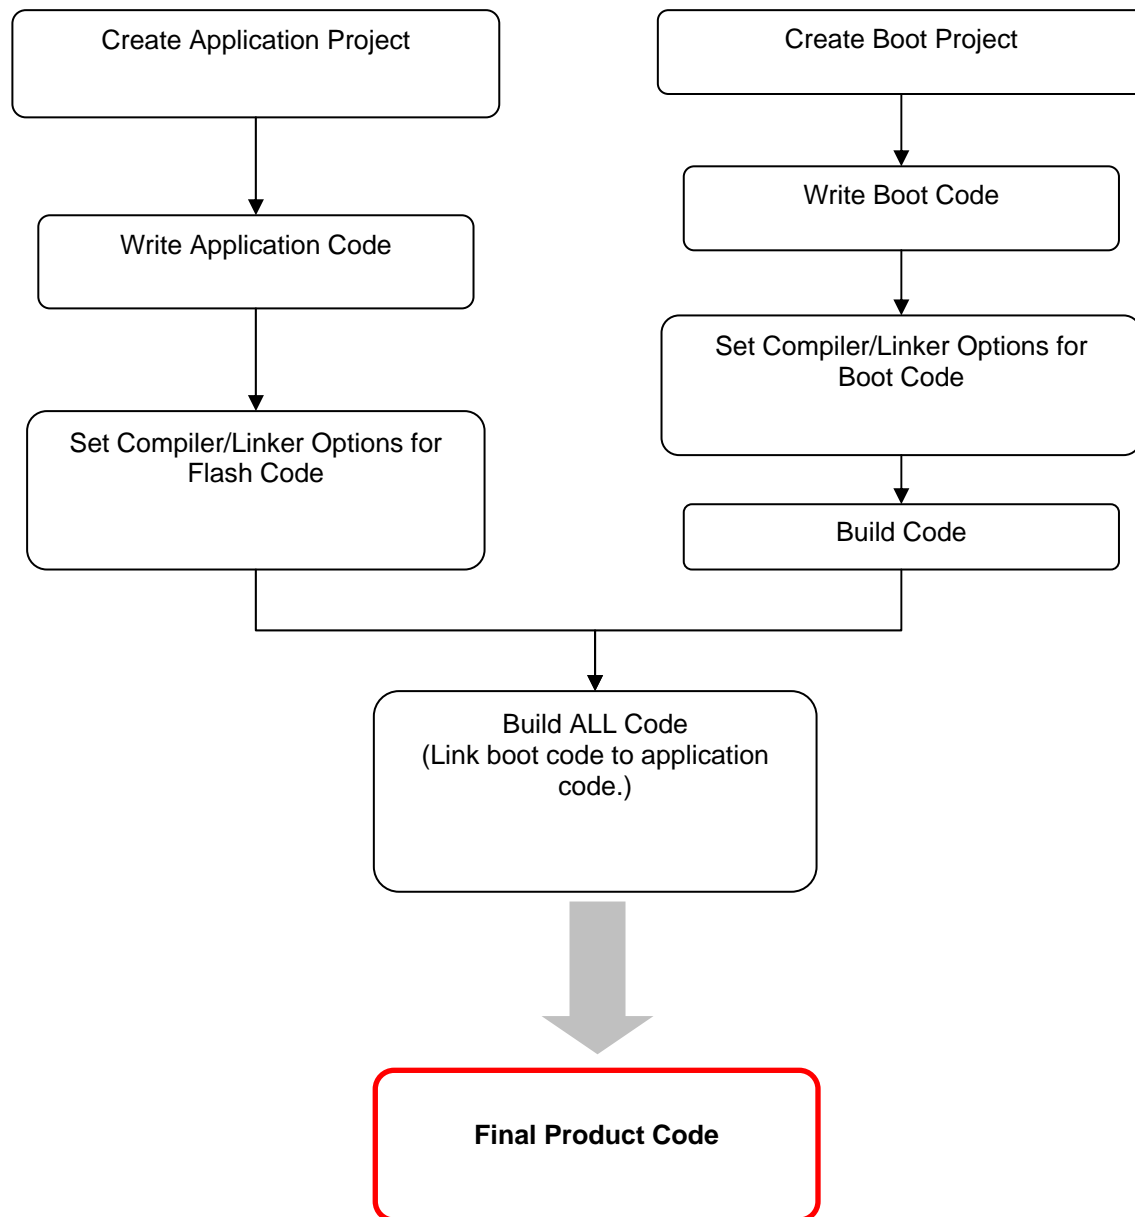 Create Application Project
Create Boot Project
Write Application Code
Write Boot Code
Set Compiler/Linker Options for
Flash Code
Set Compiler/Linker Options for
Boot Code
Build Code
Build ALL Code
(Link boot code to application
code.)
Final Product Code